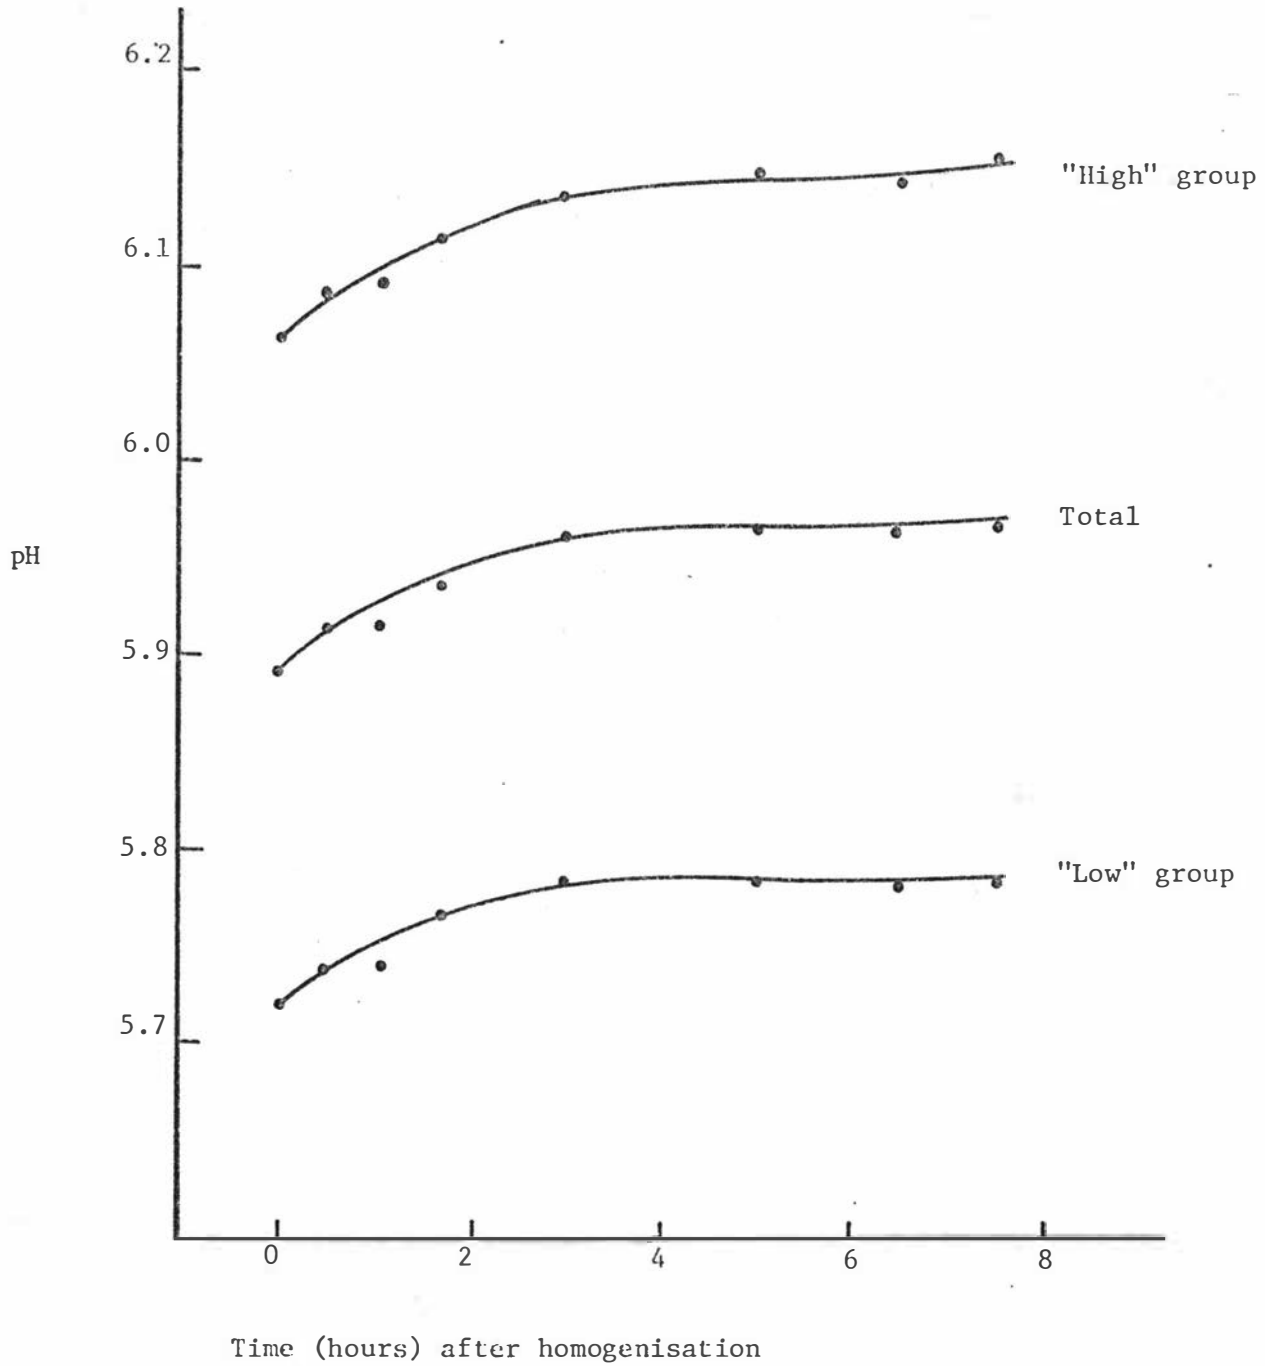 6.2
"High" group
6.1
6.0
Total
pH
5.9
5.8
"Low" group
5.7
0 2 4 6 8
Time (hours) after homogenisation